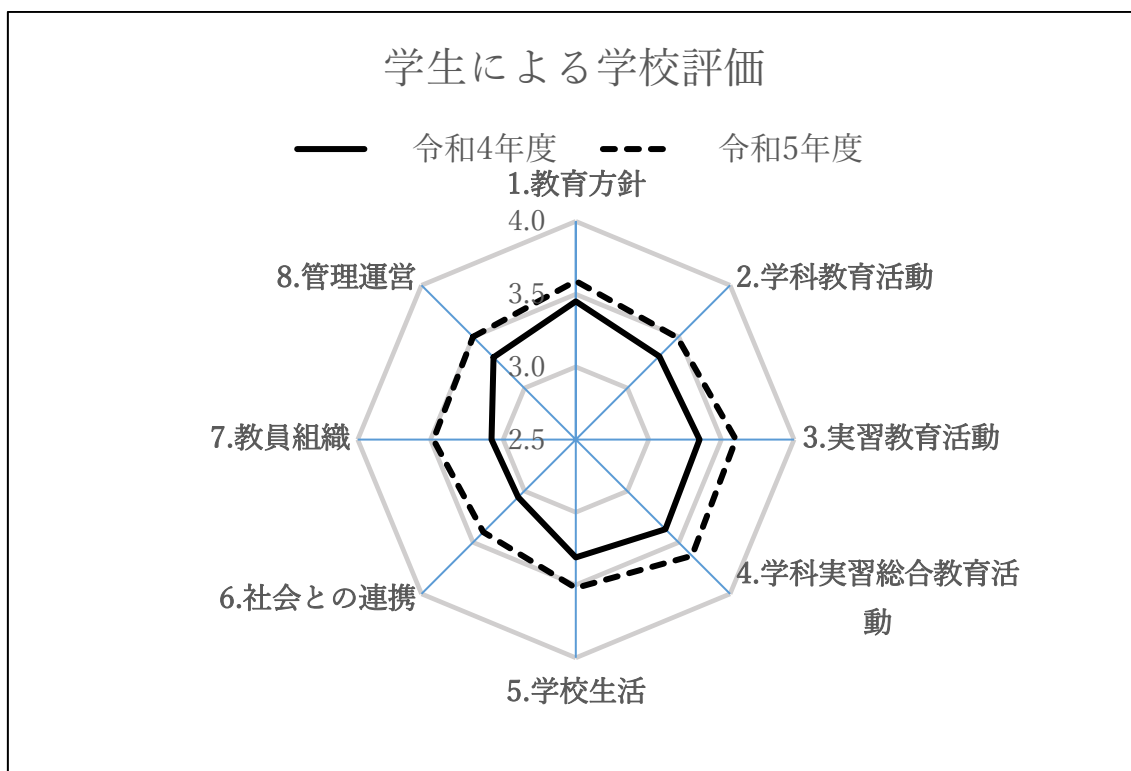 学生による学校評価
令和4年度 令和5年度
1.教育方針
4.0
8.管理運営
2.学科教育活動
3.5
3.0
7.教員組織
2.5
3.実習教育活動
6.社会との連携
4.学科実習総合教育活
動
5.学校生活